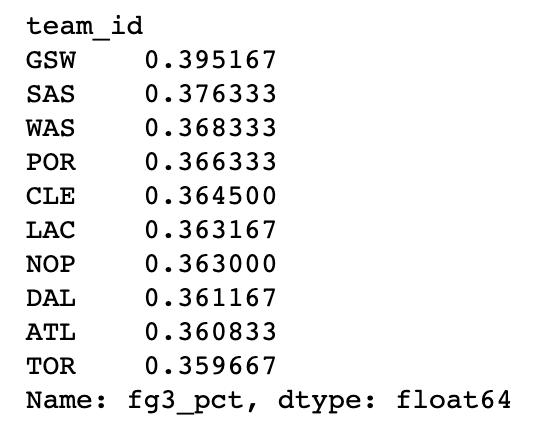 team_id
GSW    0.395167
SAS    0.376333
WAS    0.368333
POR    0.366333
CLE    0.364500
LAC    0.363167
NOP    0.363000
DAL    0.361167
ATL    0.360833
TOR    0.359667
Name: fg3_pct, dtype: float64